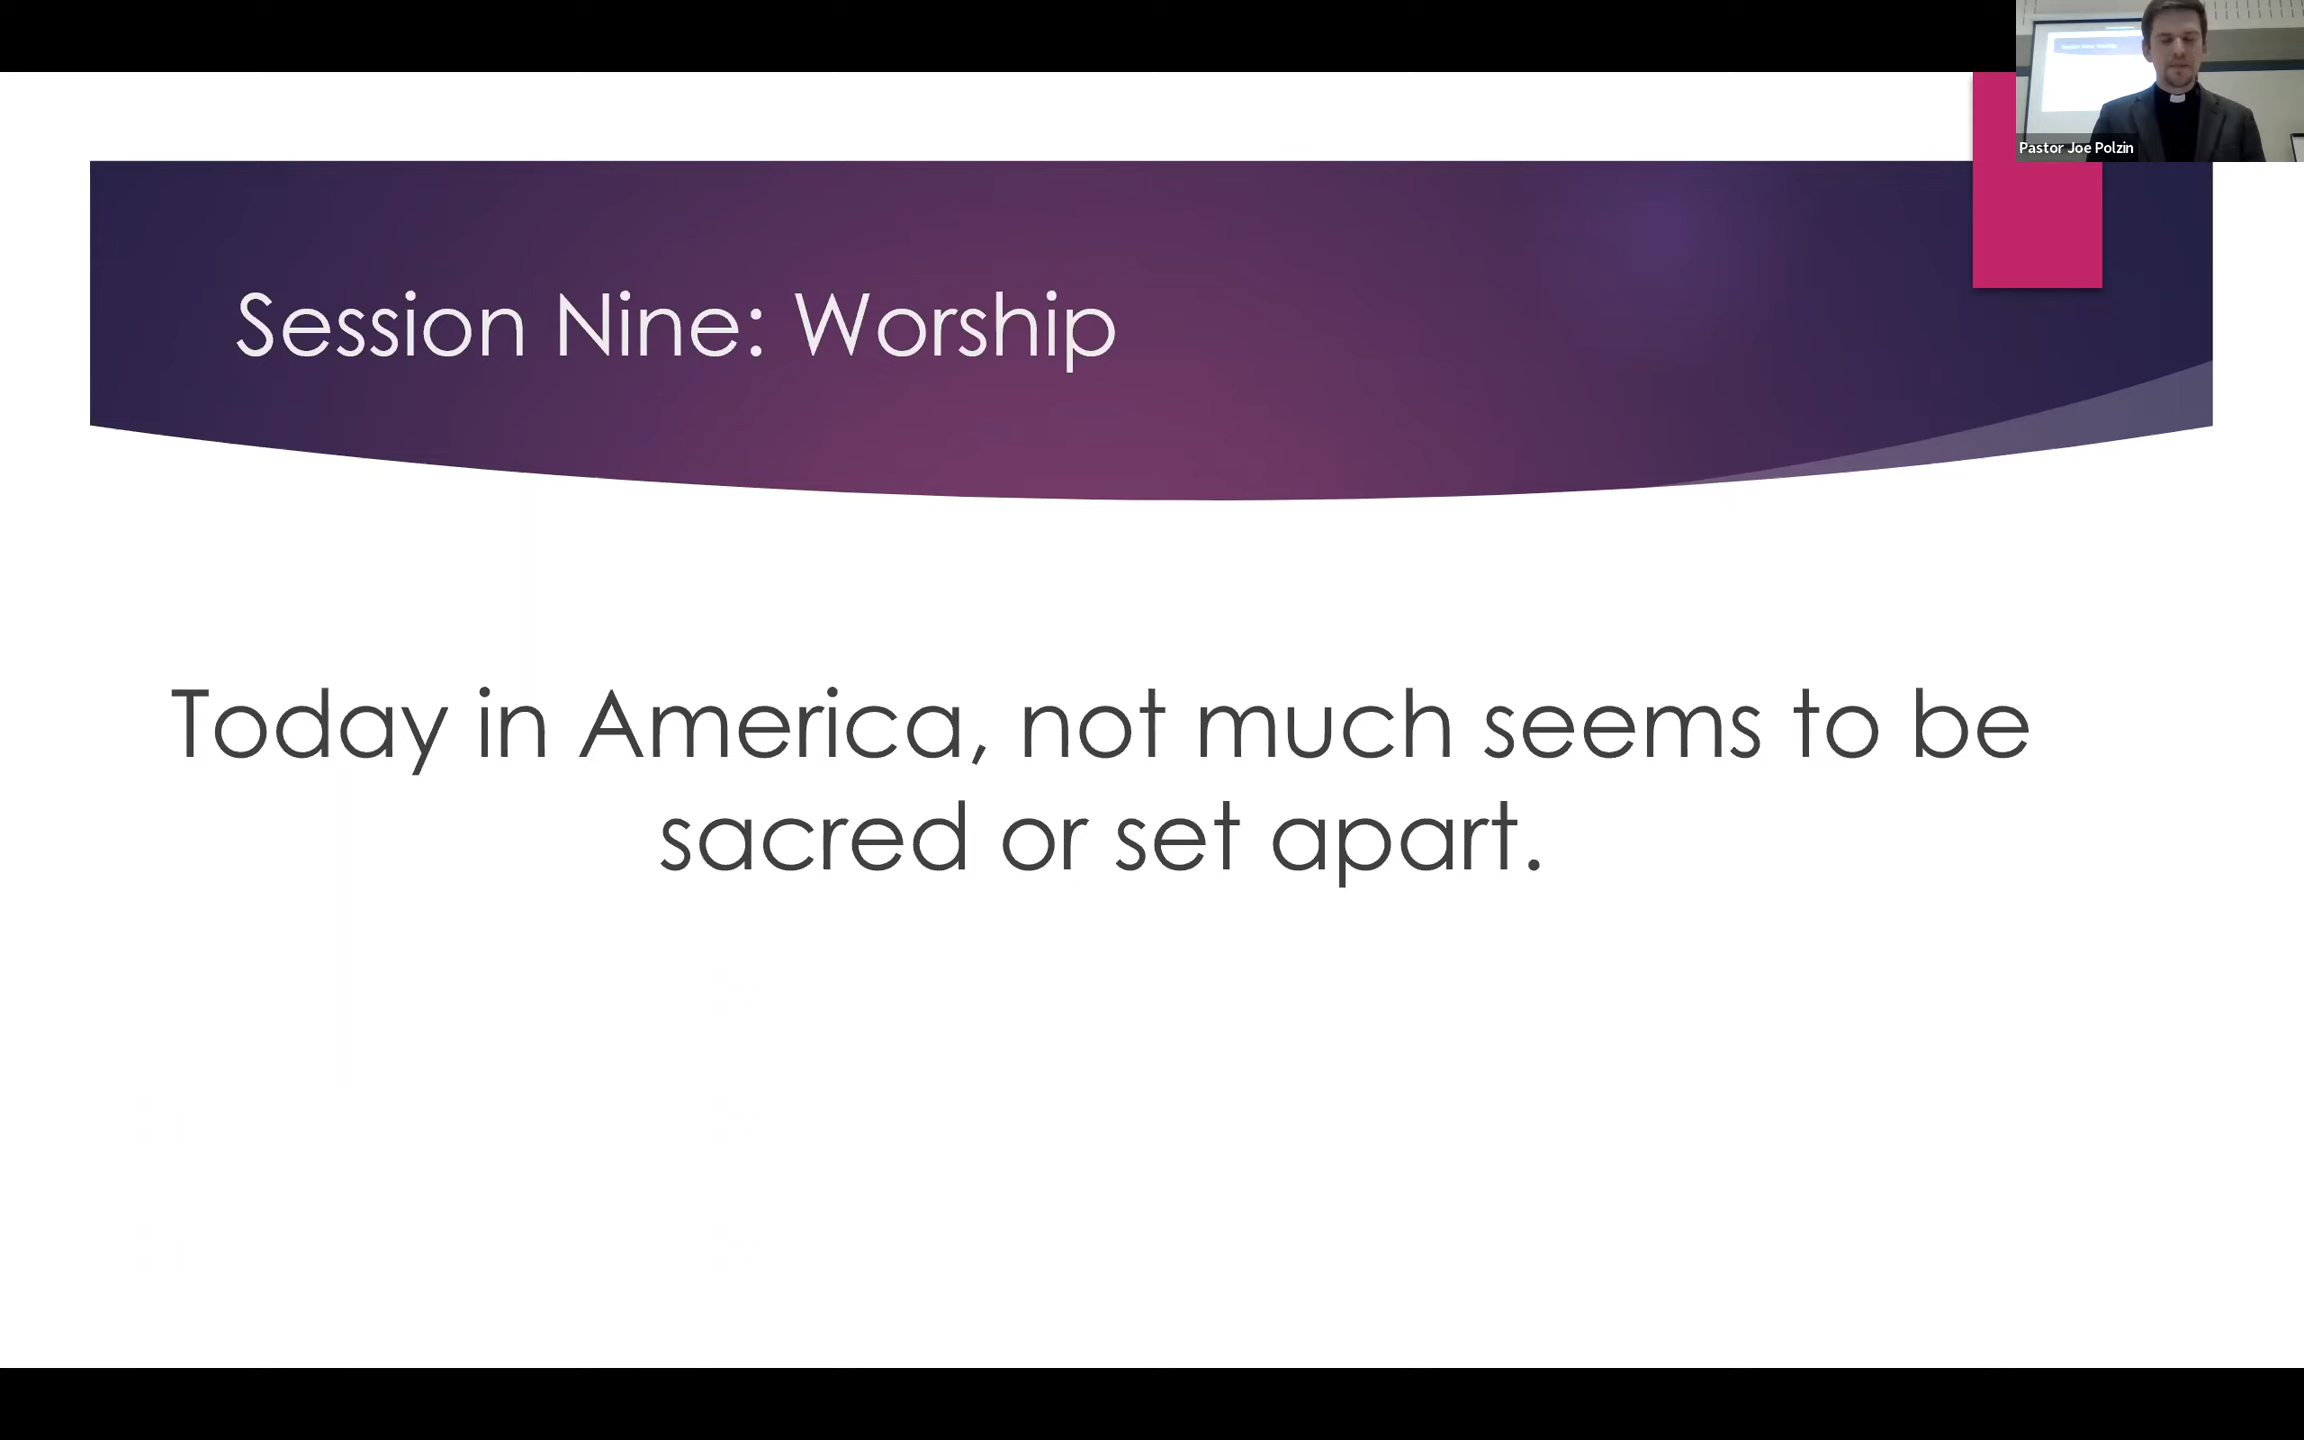 Pastor Joe Polzin
Session Nine: Worship
Today in America, not much seems to be
sacred or set apart.